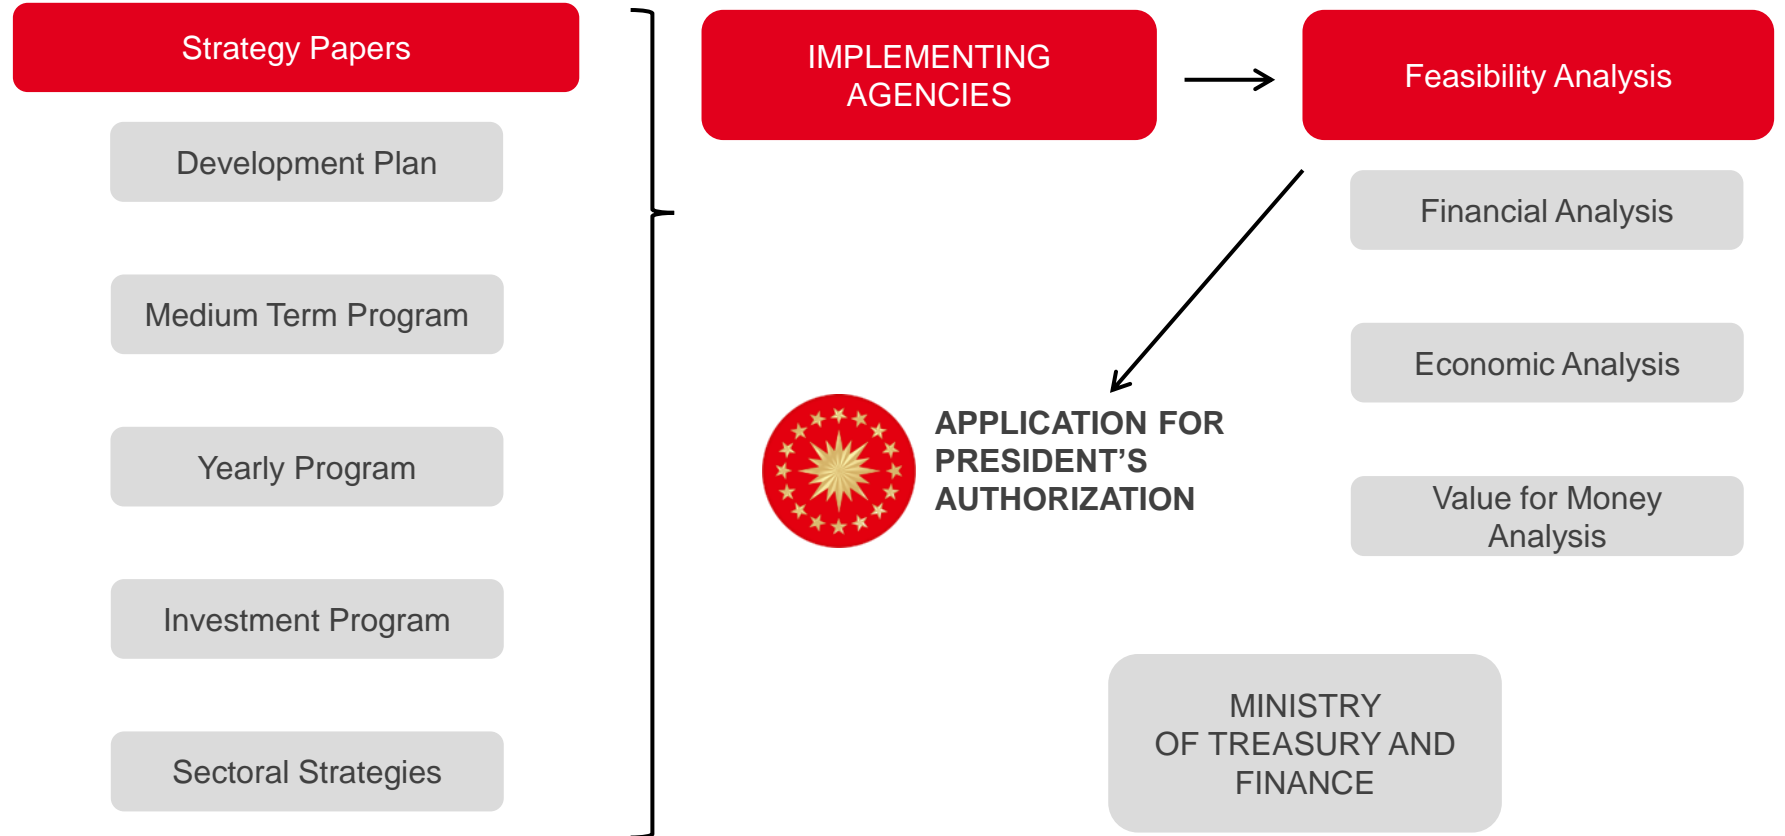 Strategy Papers
Development Plan
Medium Term Program
Yearly Program
Investment Program
Sectoral Strategies
IMPLEMENTING
AGENCIES
Feasibility Analysis
Financial Analysis
Economic Analysis
Value for Money
Analysis
APPLICATION FOR
PRESIDENT’S
AUTHORIZATION
MINISTRY
OF TREASURY AND
FINANCE